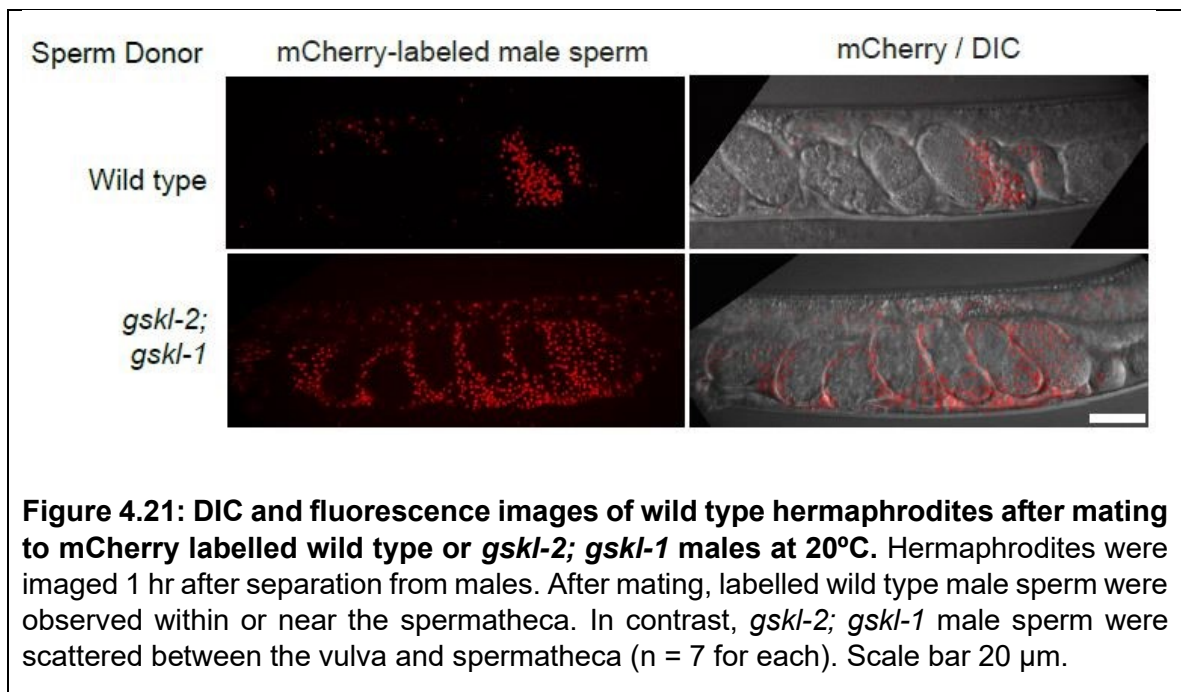 Sperm Donor mCherry-labeled male sperm mCherry / DIC
Wild type
gskl-2;
gskl-1
Figure 4.21: DIC and fluorescence images of wild type hermaphrodites after mating
to mCherry labelled wild type or gskl-2; gskl-1 males at 20ºC. Hermaphrodites were
imaged 1 hr after separation from males. After mating, labelled wild type male sperm were
observed within or near the spermatheca. In contrast, gskl-2; gskl-1 male sperm were
scattered between the vulva and spermatheca (n = 7 for each). Scale bar 20 μm.